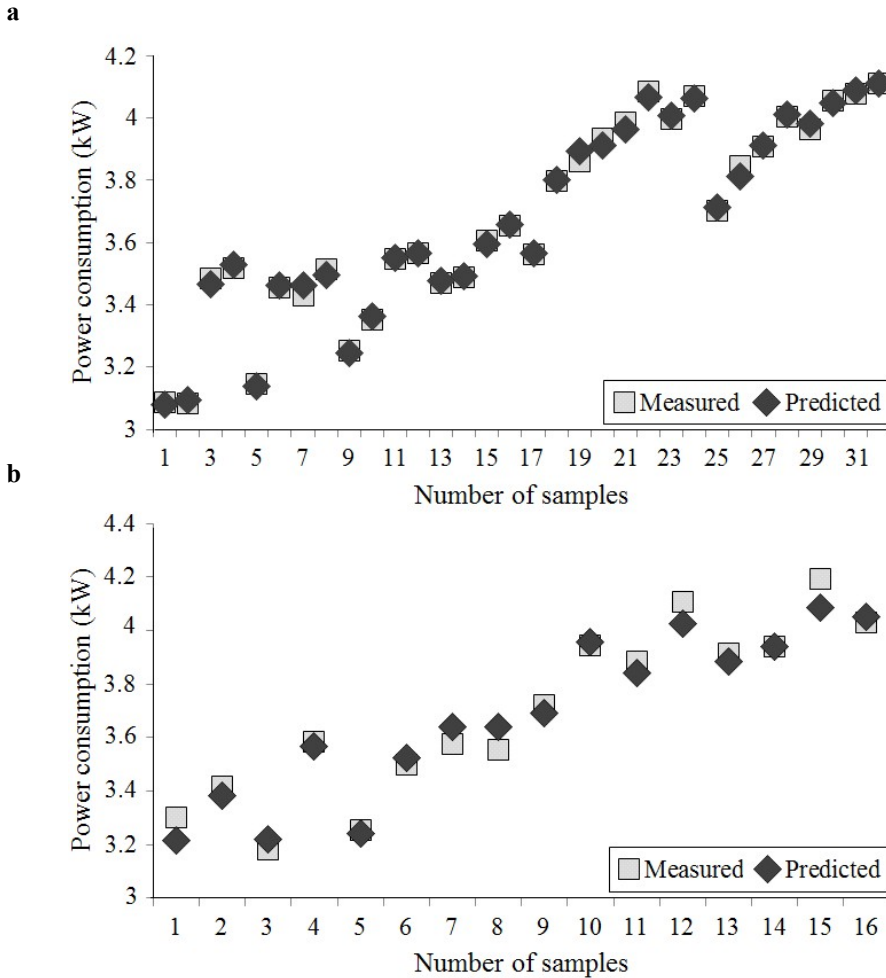 a
Power consumption (kW)
4.2
4
3.8
3.6
3.4
3.2
3
Measured Predicted
1 3 5 7 9 11 13 15 17 19 21 23 25 27 29 31
Number of samples
b
Power consumption (kW)
4.4
4.2
4
3.8
3.6
3.4
3.2
3
Measured Predicted
1 2 3 4 5 6 7 8 9 10 11 12 13 14 15 16
Number of samples